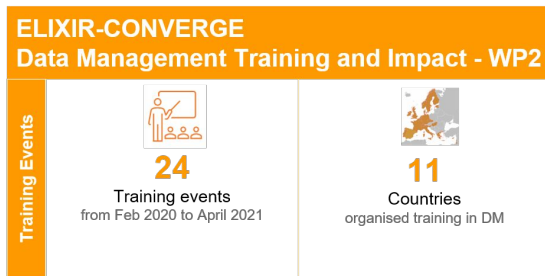 ELIXIR-CONVERGE
Data Management Training and Impact - WP2
Training Events
24
Training events
from Feb 2020 to April 2021
11
Countries
organised training in DM